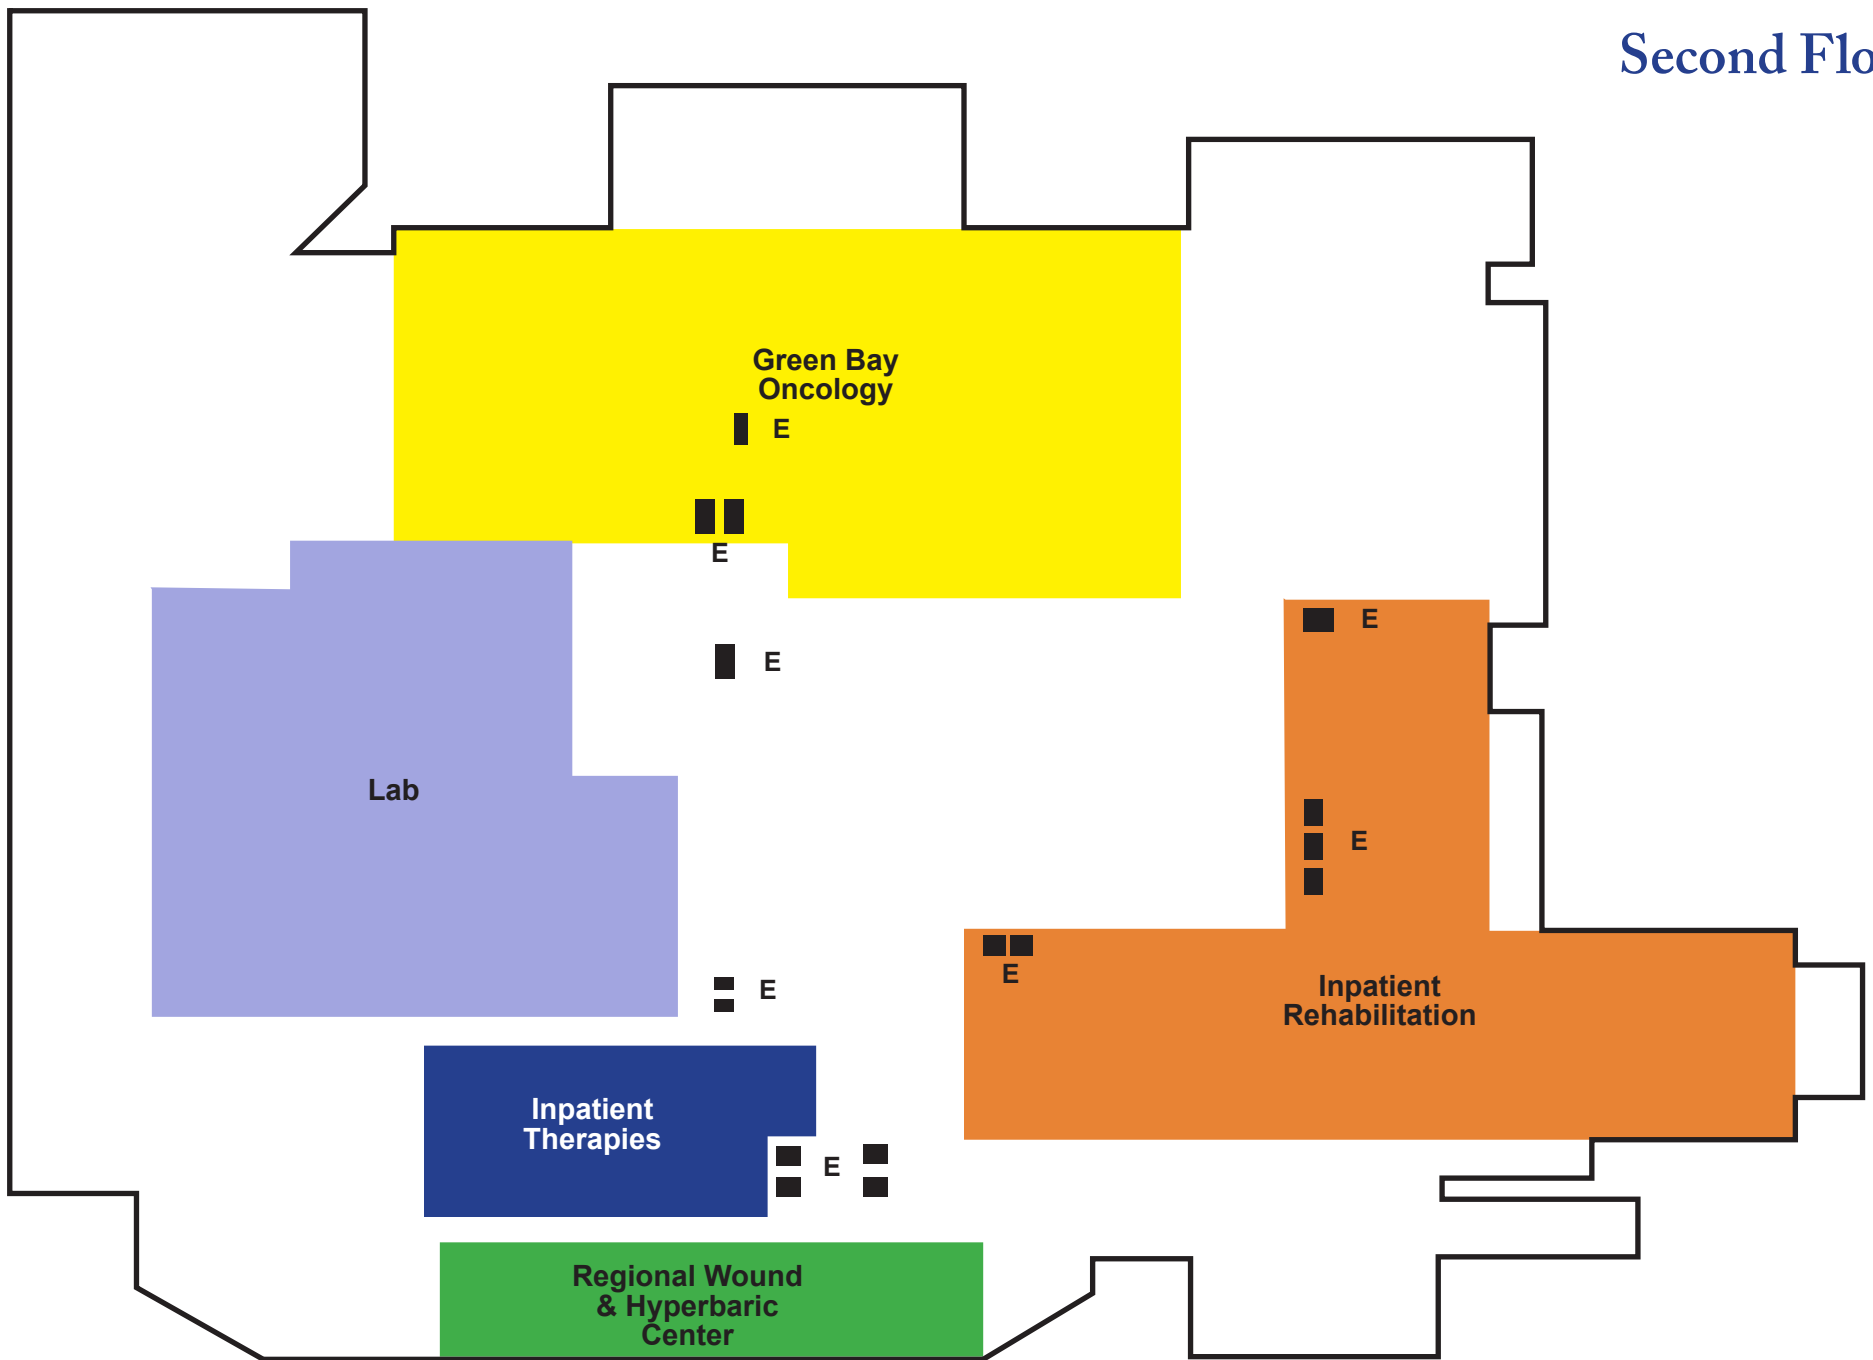 Second Flo
Green Bay
Oncology
E
E
E
E
Lab
E
E
E
Inpatient
Rehabilitation
Inpatient
Therapies
E
Regional Wound
& Hyperbaric
Center